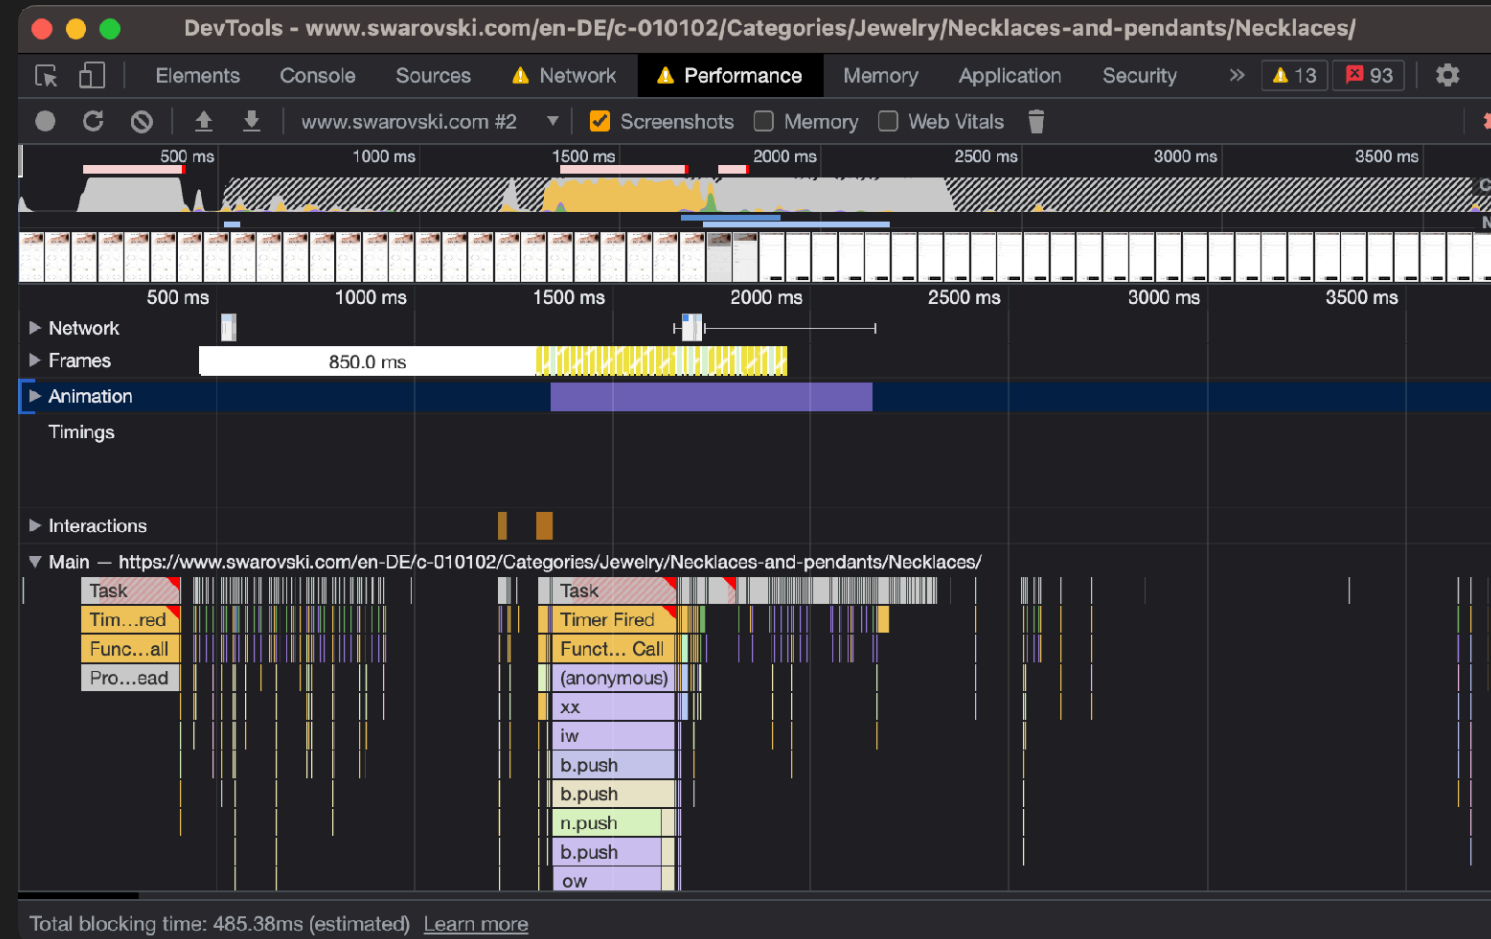 DevTools - www.swarovski.com/en-DE/c-010102/Categories/Jewelry/Necklaces-and-pendants/Necklaces/
Elements Console Sources Network Performance Memory Application Security » 13 93
www.swarovski.com #2 Screenshots Memory Web Vitals
500 ms 1000 ms 1500 ms 2000 ms 2500 ms 3000 ms 3500 ms
500 ms 1000 ms 1500 ms 2000 ms 2500 ms 3000 ms 3500 ms
Network
Frames 850.0 ms
Animation
Timings
Interactions
Main — https://www.swarovski.com/en-DE/c-010102/Categories/Jewelry/Necklaces-and-pendants/Necklaces/
Task Task
Tim…red Timer Fired
Func…all Funct… Call
Pro…ead (anonymous)
xx
iw
b.push
b.push
n.push
b.push
ow
Total blocking time: 485.38ms (estimated) Learn more